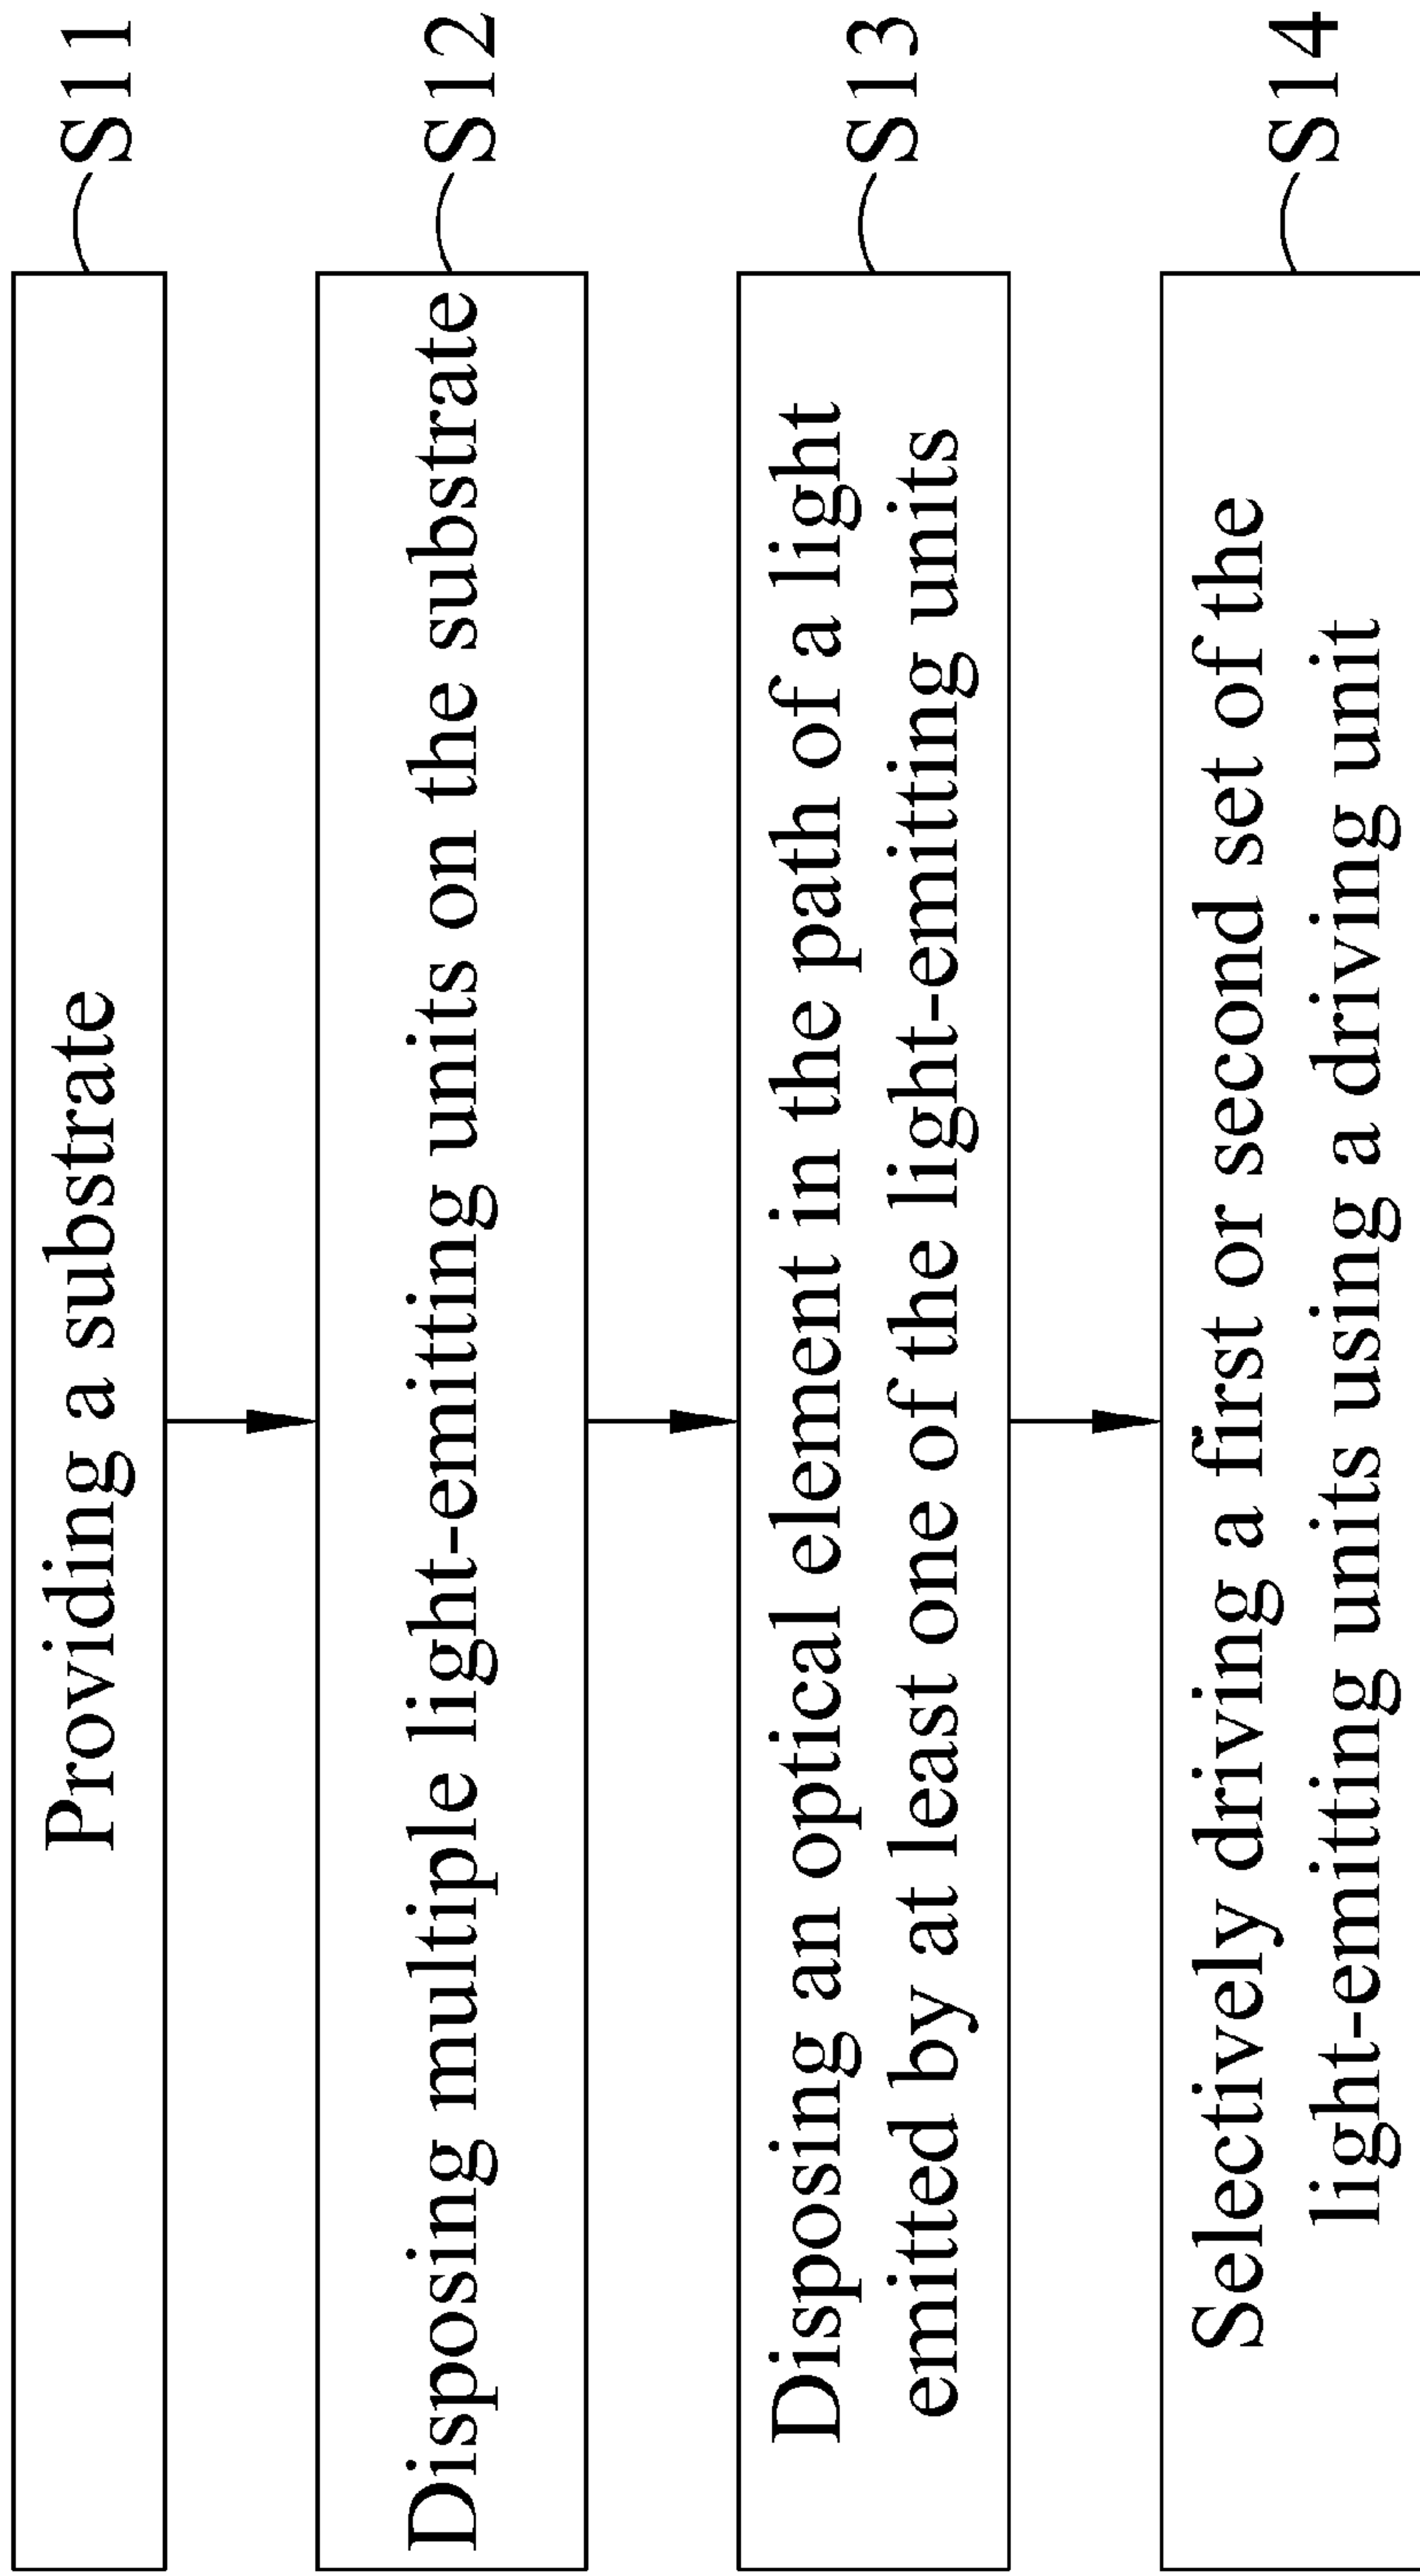 Providing a substrate
S11
Disposing multiple light-emitting units on the substrate
S12
Disposing an optical element in the path of a light
emitted by at least one of the light-emitting units
S13
Selectively driving a first or second set of the
light-emitting units using a driving unit
S14